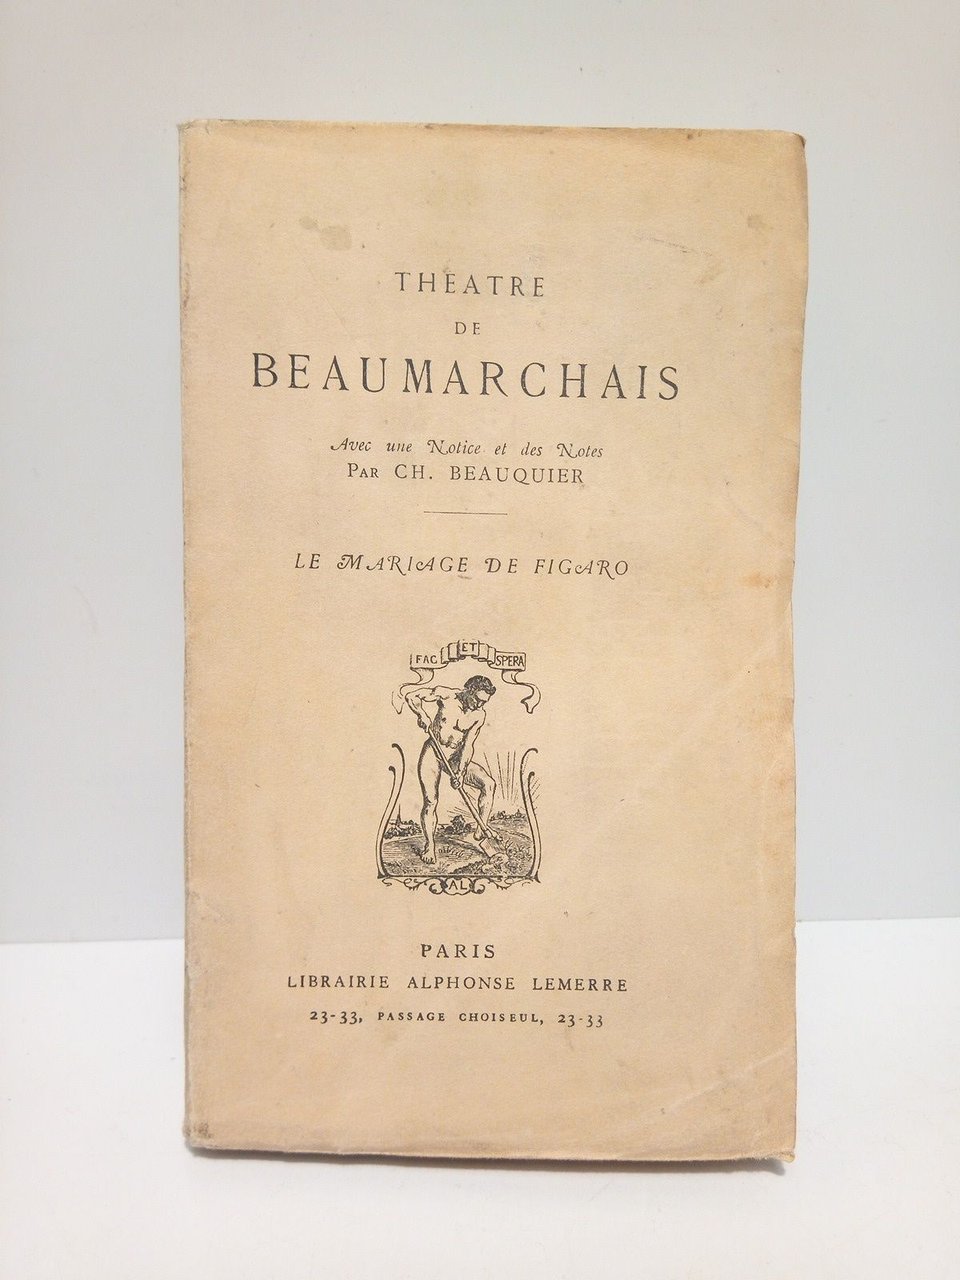 THEATRE
DE
BEAUMARCHAIS
Avec une Notice et des Notes
PAR CH. BEAUQUIER
LE MARIAGE DE FIGARO
FAC ET SPERA
AL
PARIS
LIBRAIRIE ALPHONSE LEMERRE
23-33, PASSAGE CHOISEUL, 23-33